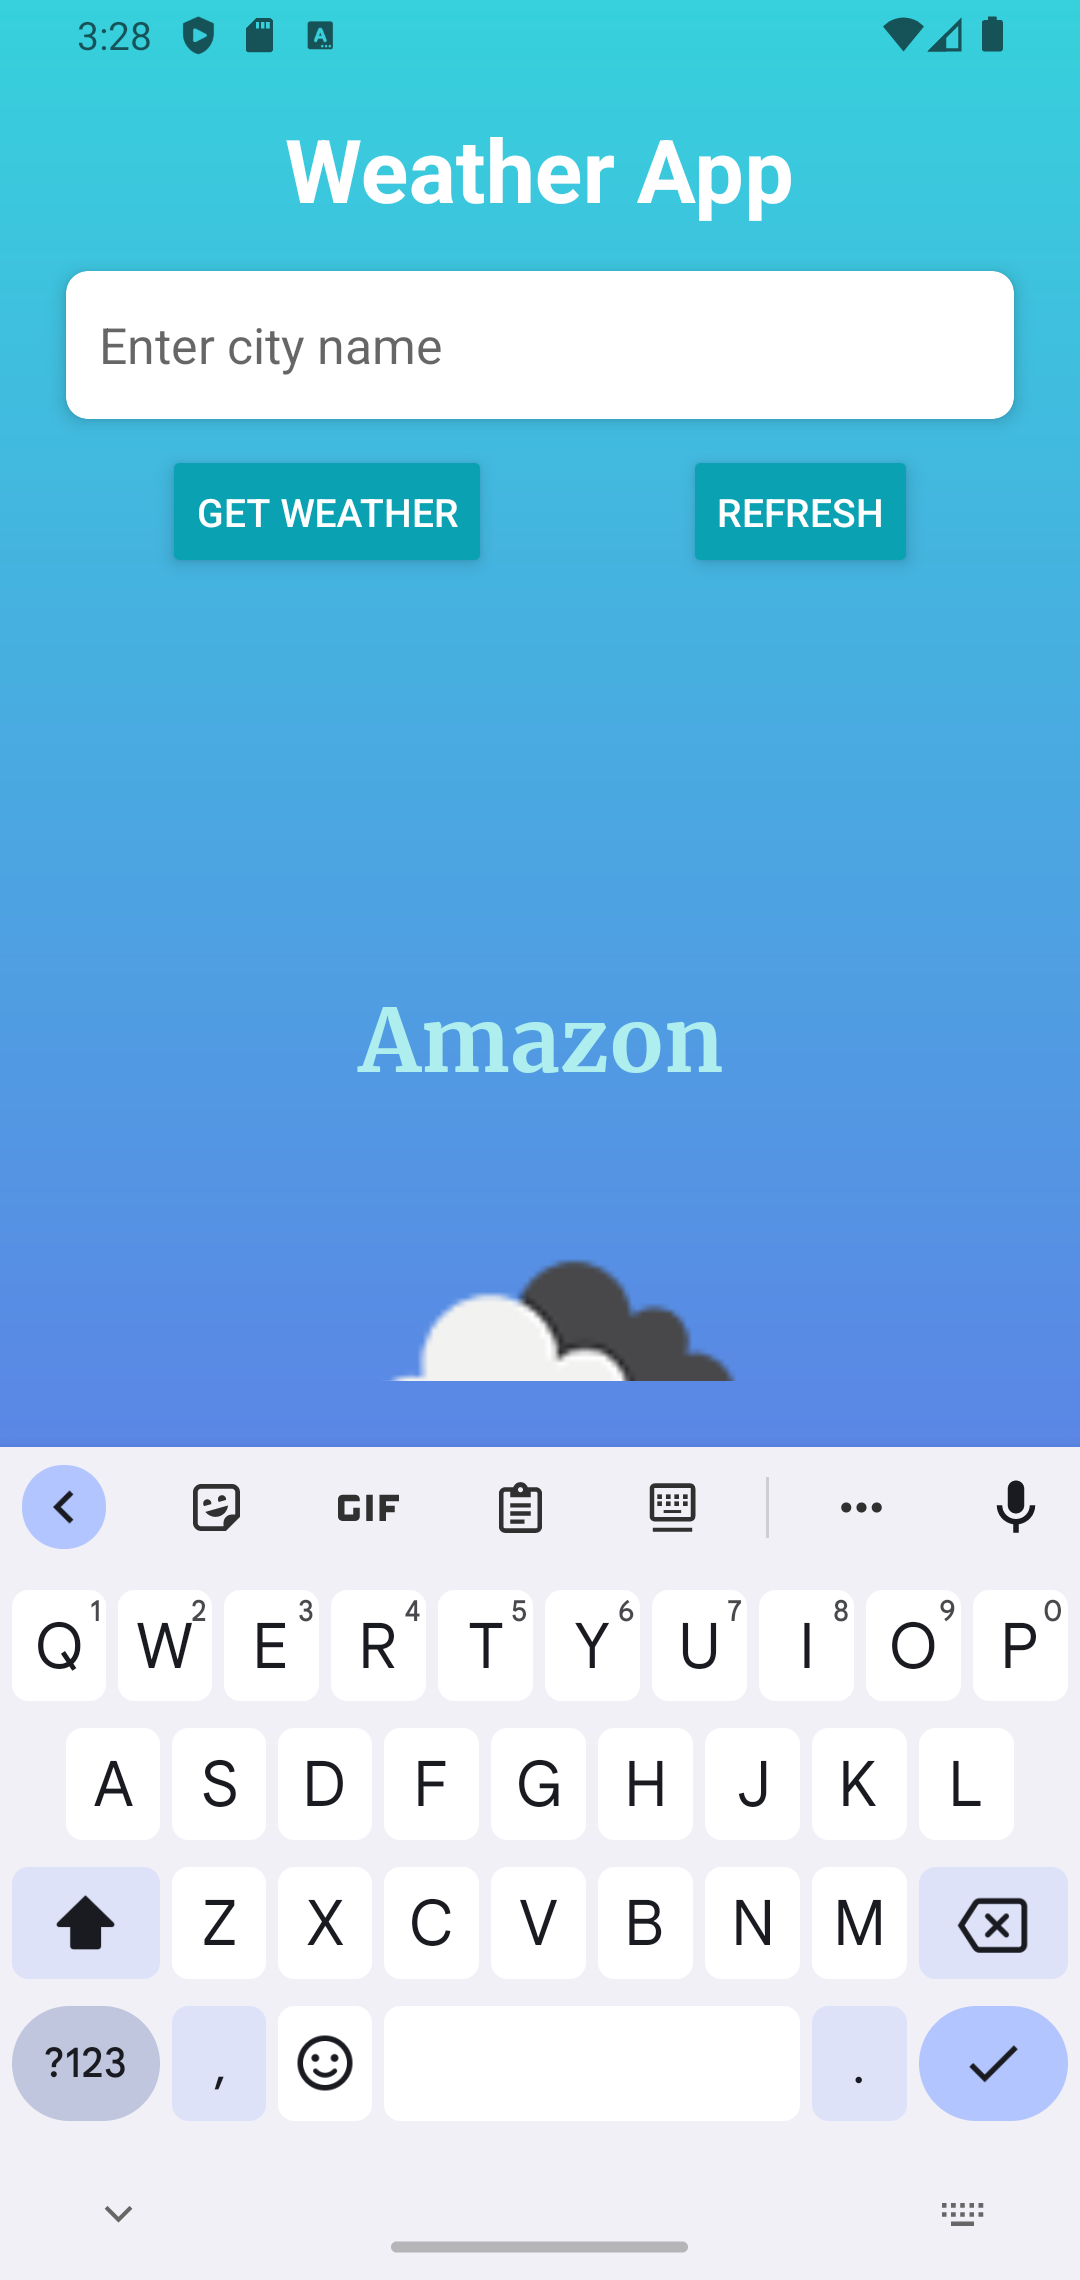 3:28
Weather App
Enter city name
GET WEATHER REFRESH
Amazon
GIF
Q 1 W 2 E 3 R 4 T 5 Y 6 U 7 I 8 O 9 P 0
A S D F G H J K L
Z X C V B N M
?123 , .